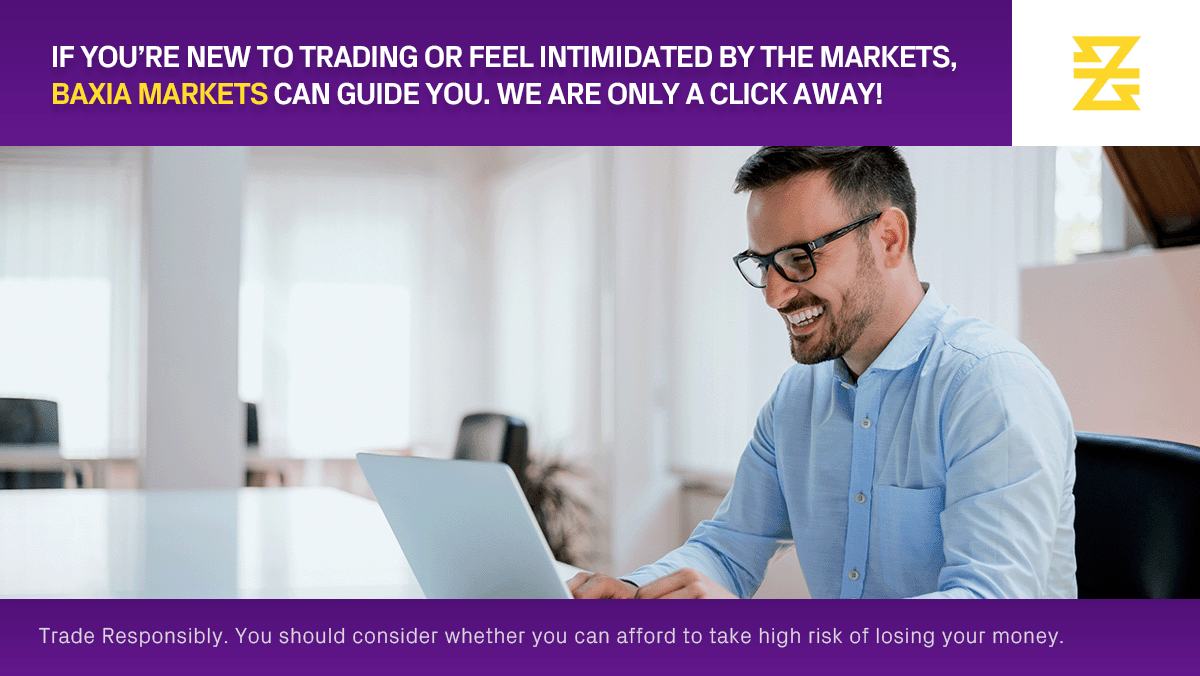 IF YOU’RE NEW TO TRADING OR FEEL INTIMIDATED BY THE MARKETS,
BAXIA MARKETS CAN GUIDE YOU. WE ARE ONLY A CLICK AWAY!
Trade Responsibly. You should consider whether you can afford to take high risk of losing your money.